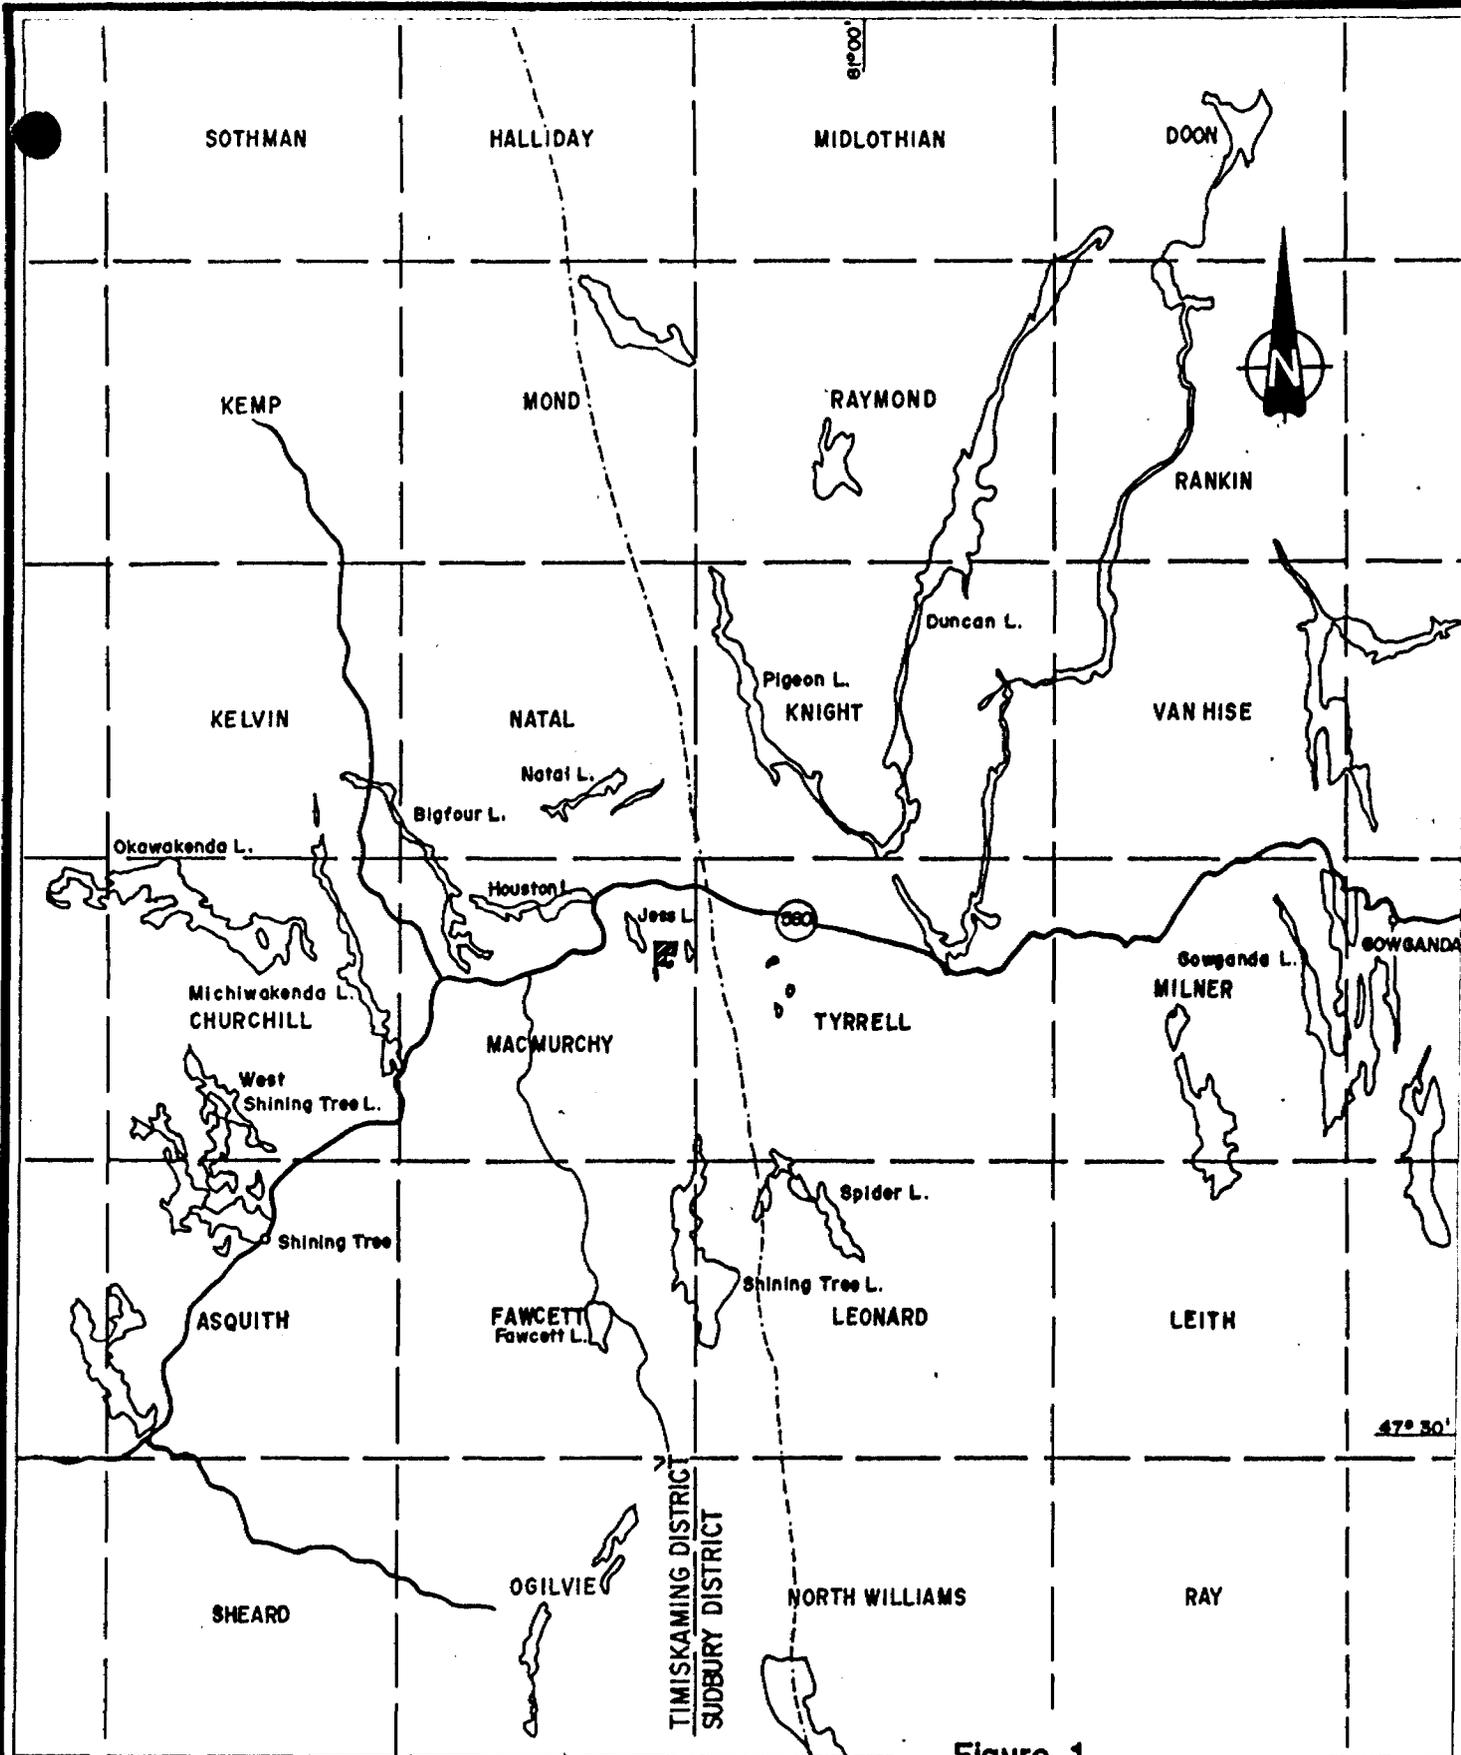 81°00'
SOTHMAN
HALLIDAY
MIDLOTHIAN
DOON
N
KEMP
MOND
RAYMOND
RANKIN
Duncan L.
Pigeon L.
KELVIN
NATAL
KNIGHT
VAN HISE
Natal L.
Bigfour L.
Okawakenda L.
Houston L.
Jess L.
560
Gowganda L.
GOWGANDA
Michiwakenda L.
CHURCHILL
MILNER
TYRRELL
MACMURCHY
West
Shining Tree L.
Spider L.
Shining Tree
Shining Tree L.
ASQUITH
FAWCETT
Fawcett L.
LEONARD
LEITH
47° 30'
TIMISKAMING DISTRICT
SUDBURY DISTRICT
OGILVIE
SHEARD
NORTH WILLIAMS
RAY
Figure 1